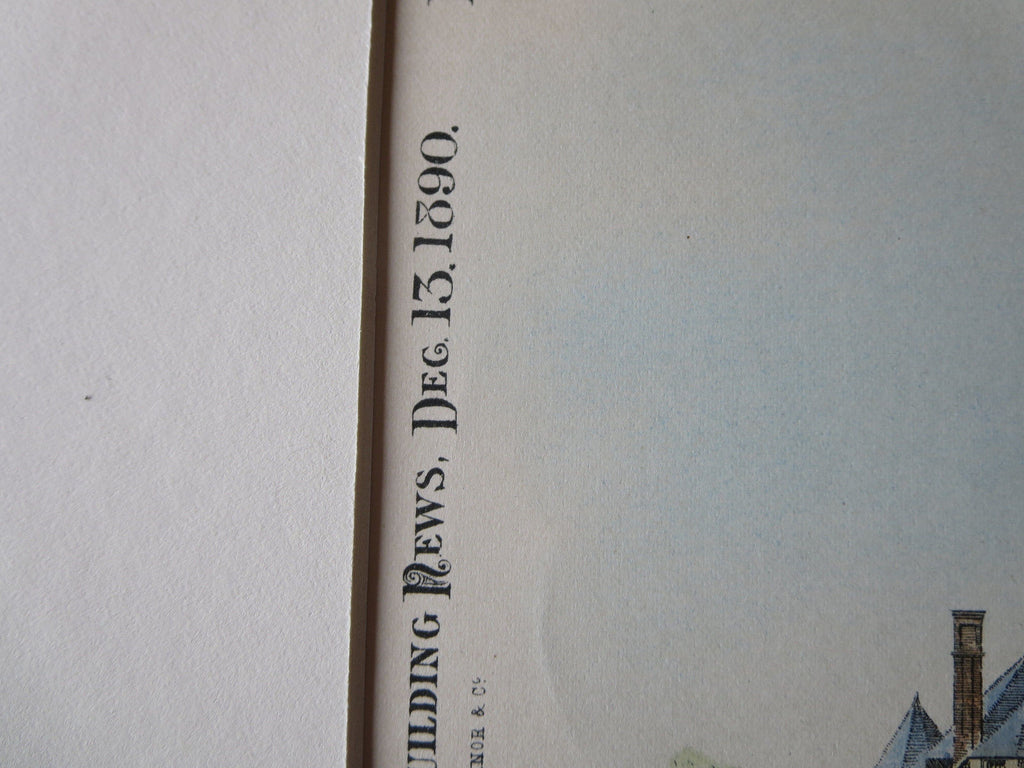 UILDING NEWS, DEC. 13. 1890.
NOR & Co.